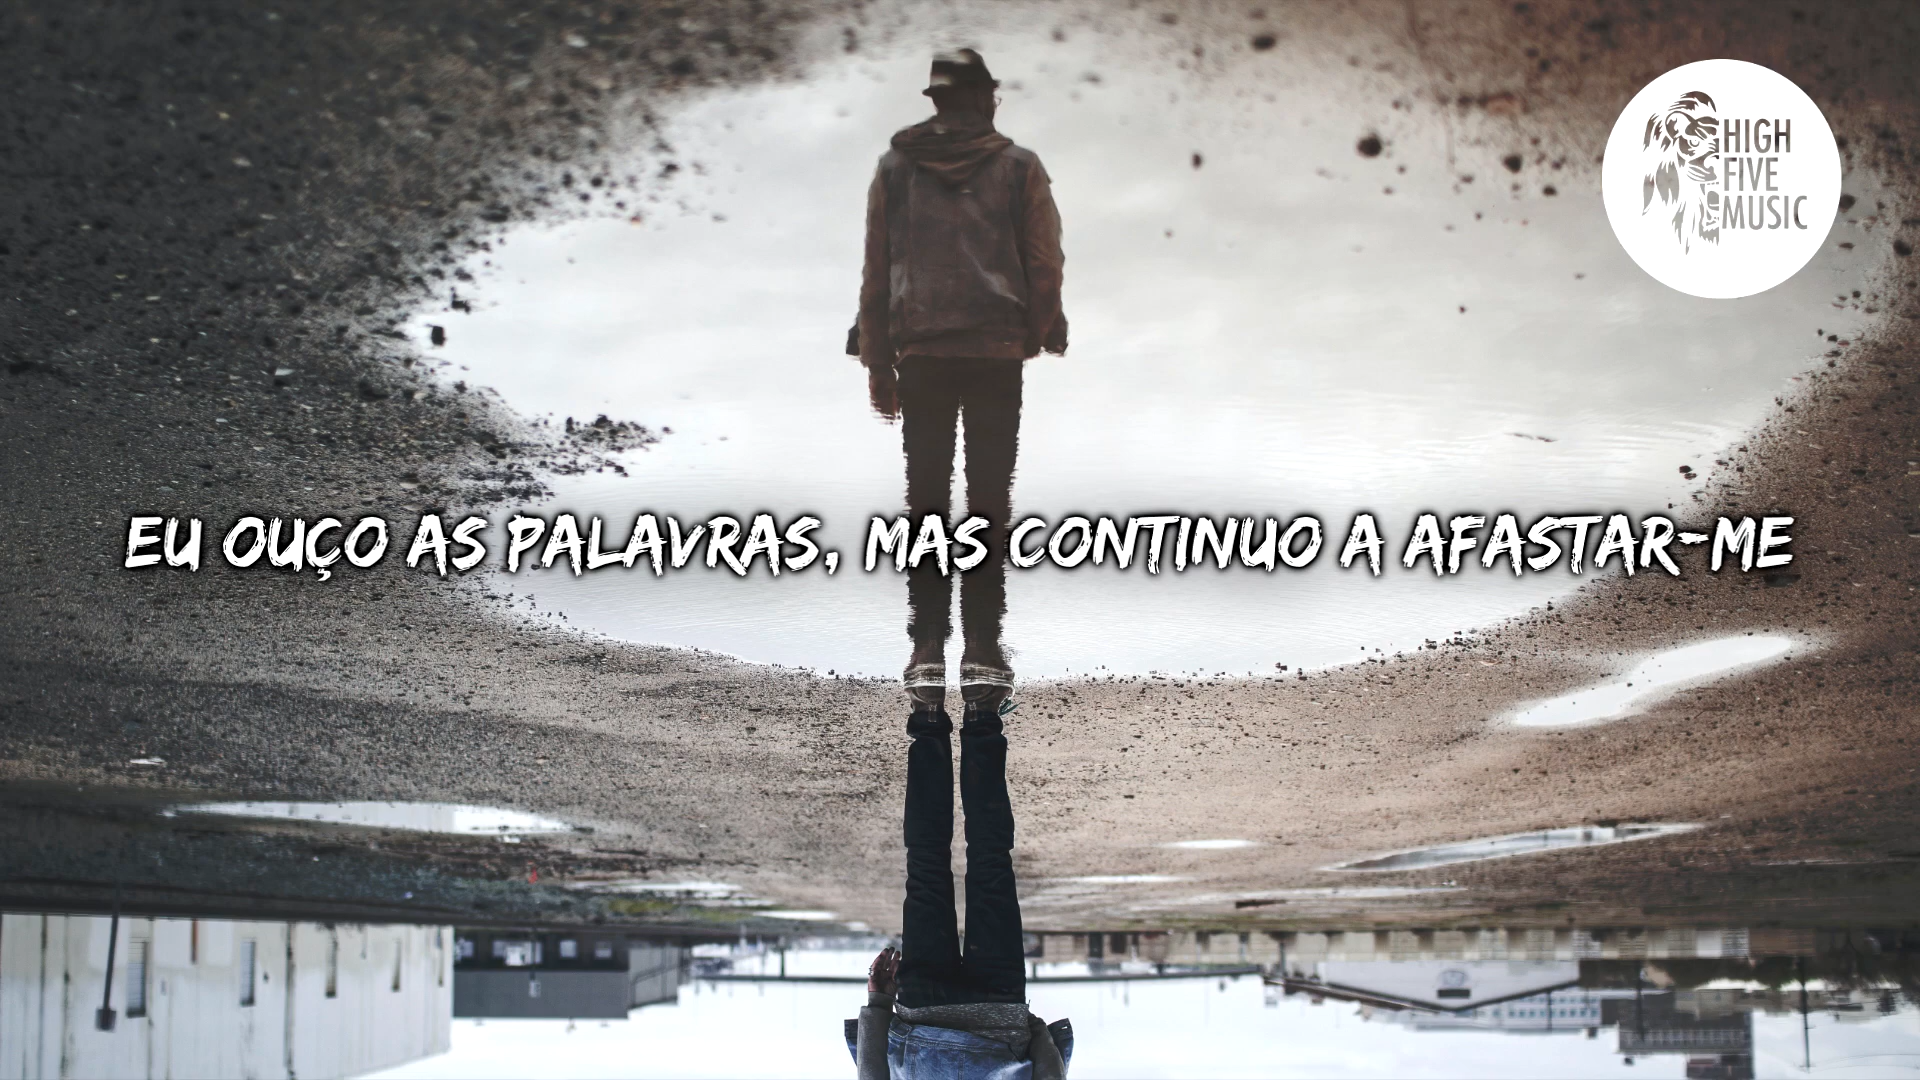 HIGH
FIVE
MUSIC
EU OUÇO AS PALAVRAS, MAS CONTINUO A AFASTAR-ME